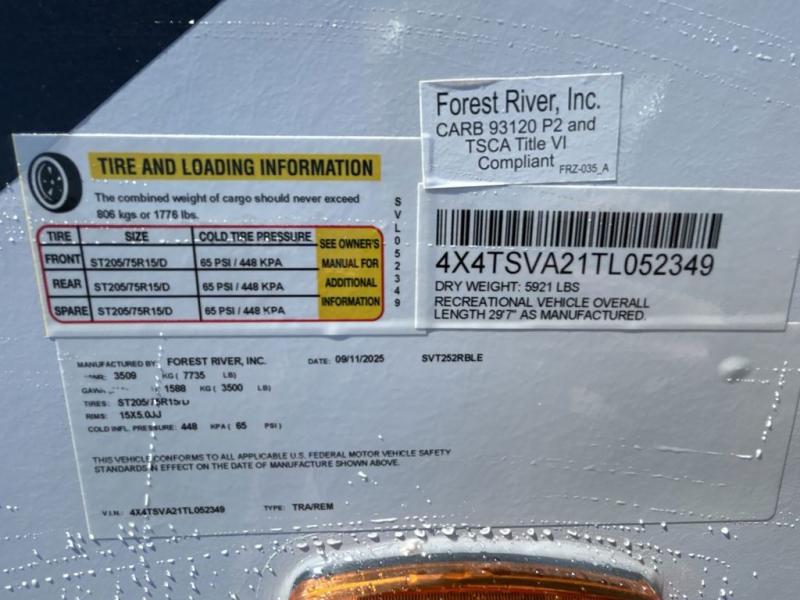 Forest River, Inc.
CARB 93120 P2 and
TSCA Title VI
Compliant
FRZ-035_A
TIRE AND LOADING INFORMATION
The combined weight of cargo should never exceed
806 kgs or 1776 lbs.
TIRE SIZE COLD TIRE PRESSURE
FRONT ST205/75R15/D 65 PSI / 448 KPA
REAR ST205/75R15/D 65 PSI / 448 KPA
SPARE ST205/75R15/D 65 PSI / 448 KPA
SEE OWNER'S
MANUAL FOR
ADDITIONAL
INFORMATION
SVL052349
4X4TSVA21TL052349
DRY WEIGHT: 5921 LBS
RECREATIONAL VEHICLE OVERALL
LENGTH 29'7" AS MANUFACTURED.
MANUFACTURED BY: FOREST RIVER, INC. DATE: 09/11/2025 SVT252RBLE
3509 KG ( 7735 LB)
1588 KG ( 3500 LB)
TIRES: ST205/75R15/D
RIMS: 15X5.0JJ
COLD INFL. PRESSURE: 448 KPA ( 65 PSI )
THIS VEHICLE CONFORMS TO ALL APPLICABLE U.S. FEDERAL MOTOR VEHICLE SAFETY
STANDARDS IN EFFECT ON THE DATE OF MANUFACTURE SHOWN ABOVE.
V.I.N.: 4X4TSVA21TL052349 TYPE: TRA/REM